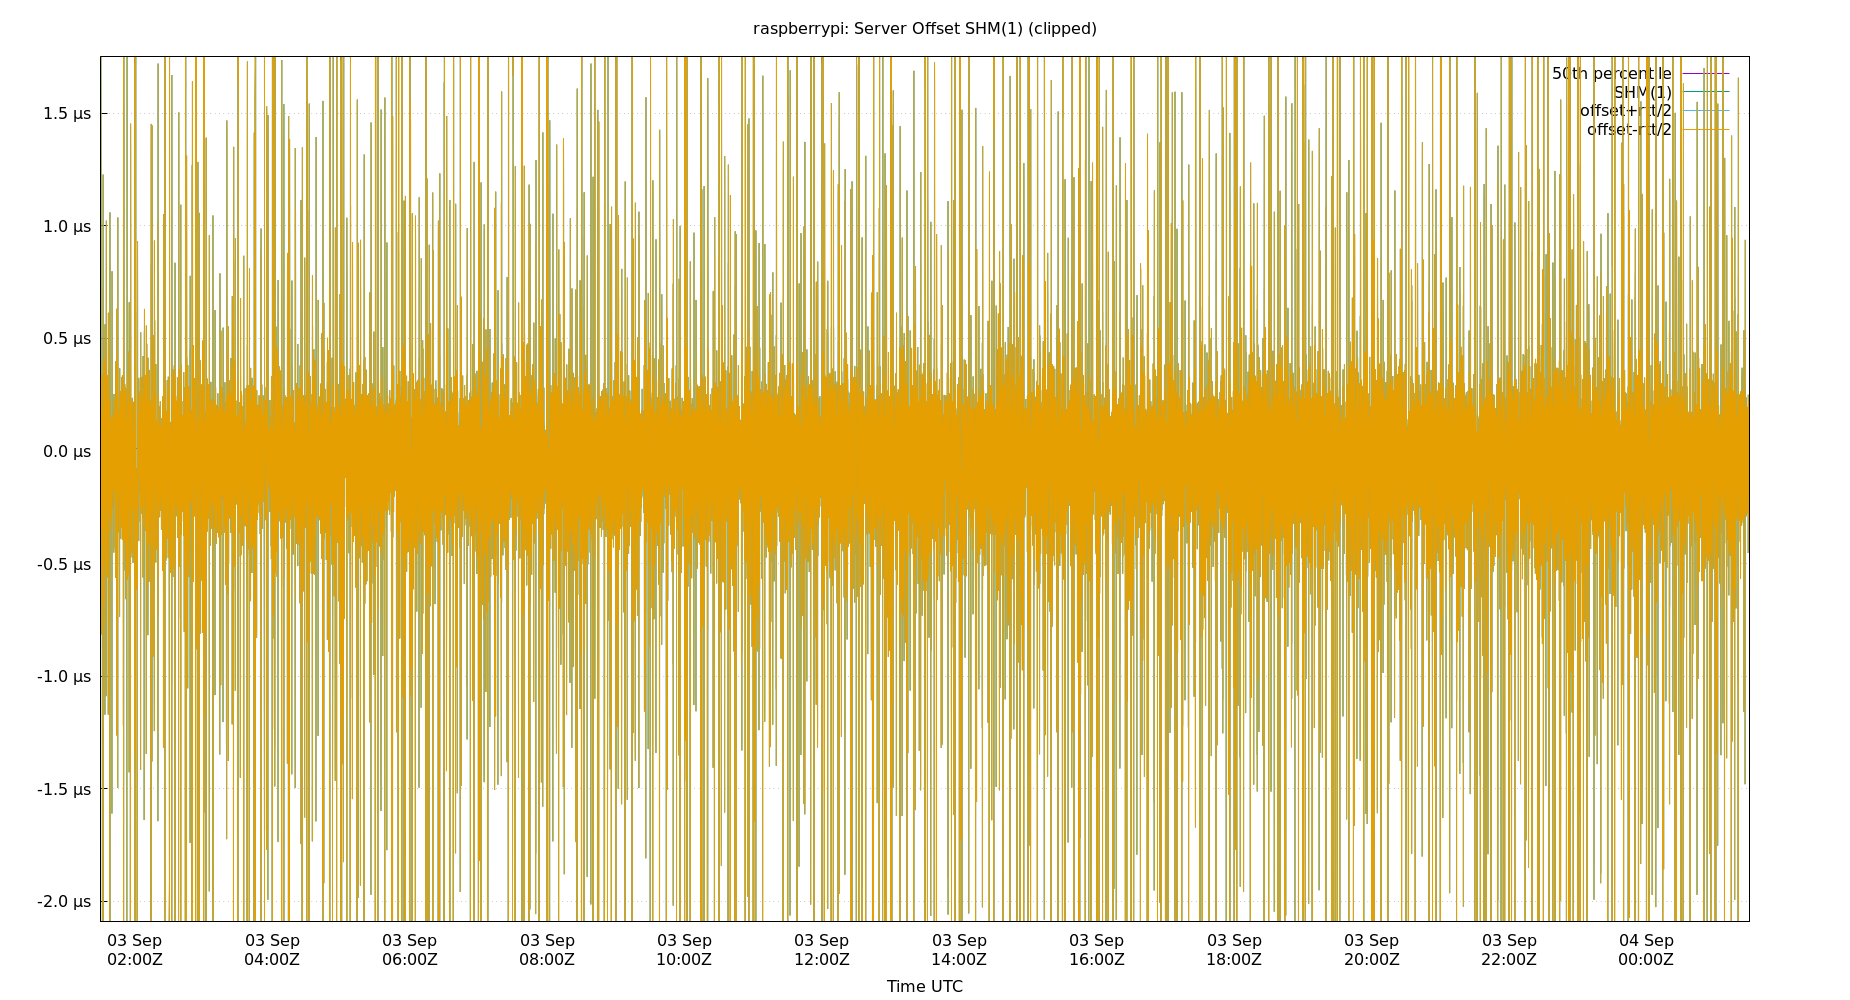 raspberrypi: Server Offset SHM(1) (clipped)
50th percentile
SHM(1)
offset+rtt/2
offset-rtt/2
1.5 µs
1.0 µs
0.5 µs
0.0 µs
-0.5 µs
-1.0 µs
-1.5 µs
-2.0 µs
03 Sep 03 Sep 03 Sep 03 Sep 03 Sep 03 Sep 03 Sep 03 Sep 03 Sep 03 Sep 03 Sep 04 Sep
02:00Z 04:00Z 06:00Z 08:00Z 10:00Z 12:00Z 14:00Z 16:00Z 18:00Z 20:00Z 22:00Z 00:00Z
Time UTC